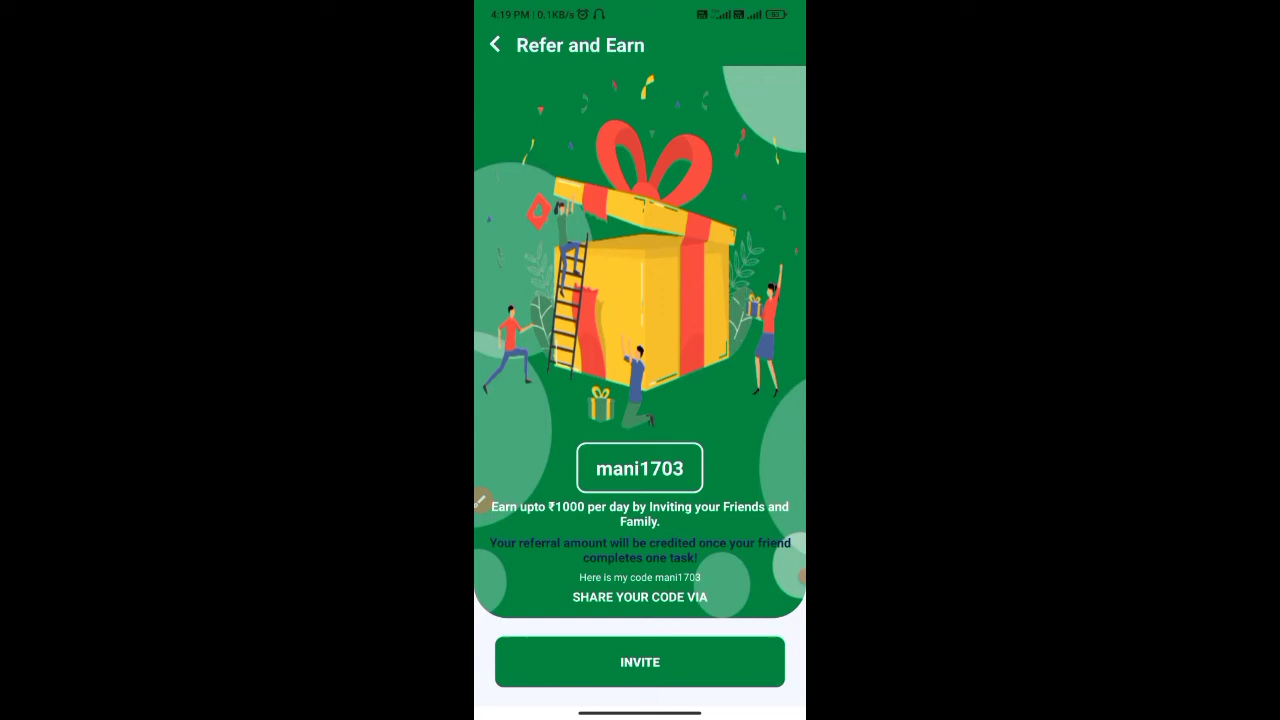 4:19 PM | 0.1KB/s
Refer and Earn
mani1703
Earn upto ₹1000 per day by Inviting your Friends and
Family.
Your referral amount will be credited once your friend
completes one task!
Here is my code mani1703
SHARE YOUR CODE VIA
INVITE